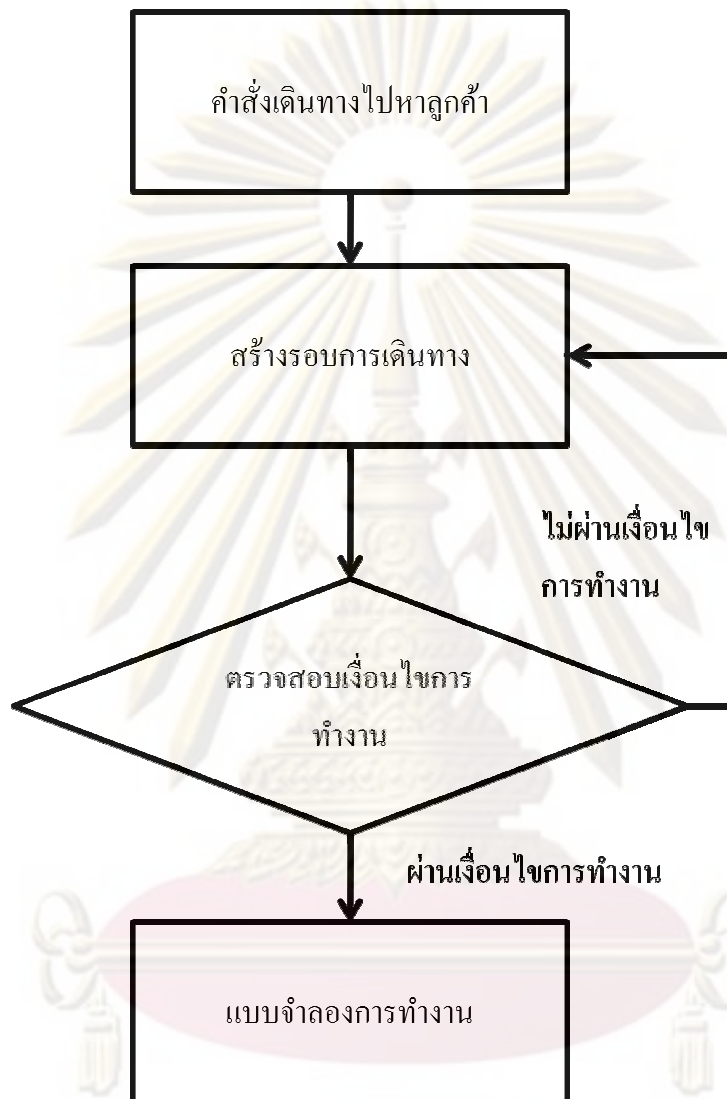 คำสั่งเดินทางไปหาลูกค้า
สร้างรอบการเดินทาง
ไม่ผ่านเงื่อนไข
การทำงาน
ตรวจสอบเงื่อนไขการ
ทำงาน
ผ่านเงื่อนไขการทำงาน
แบบจำลองการทำงาน